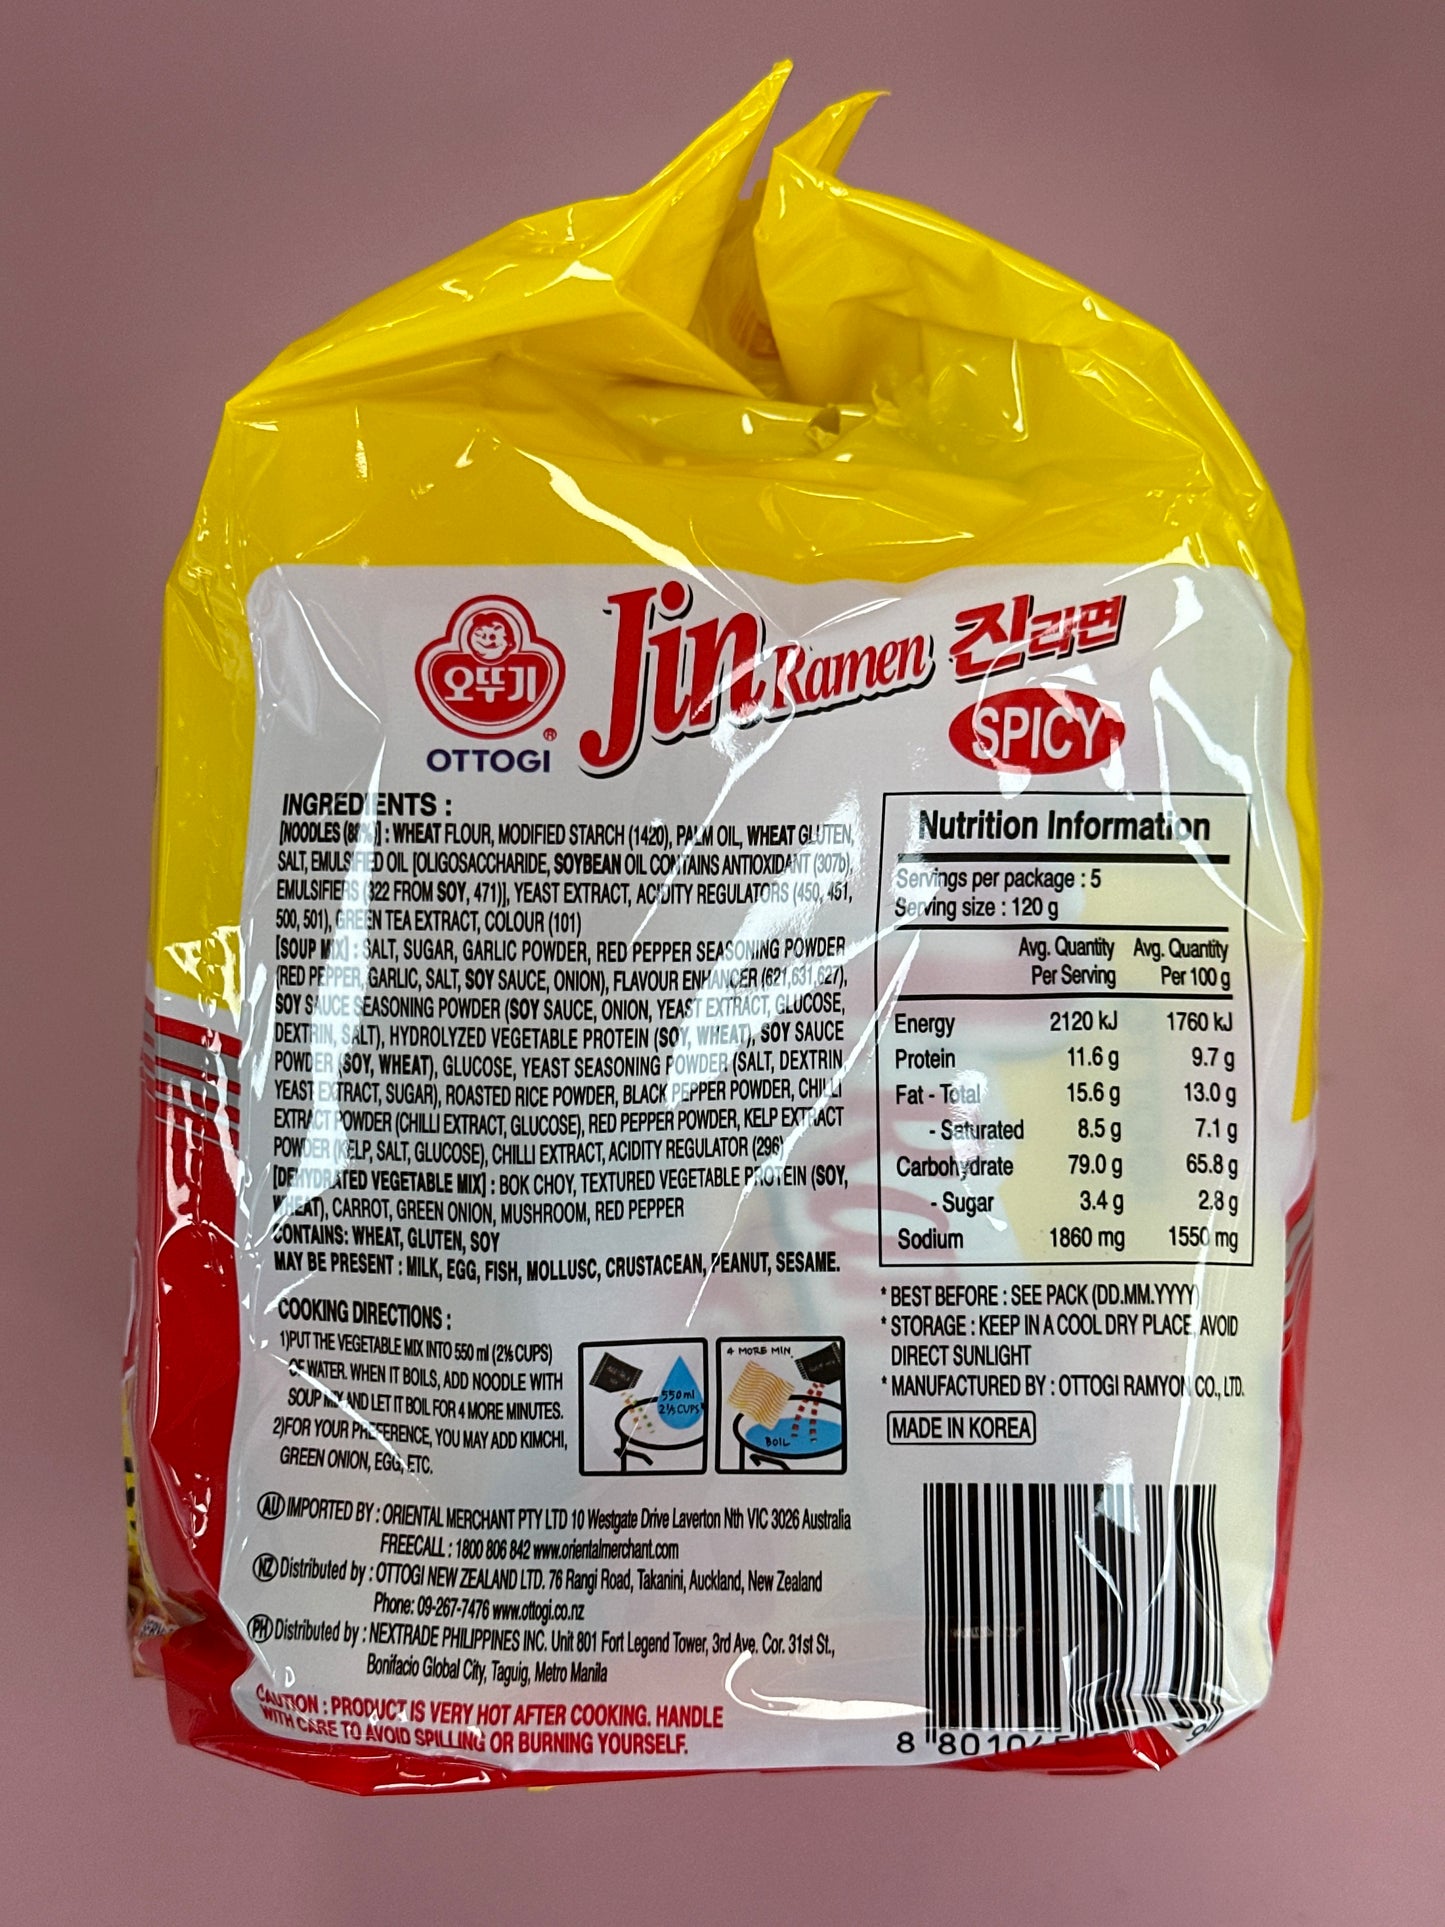 오뚜기
®
OTTOGI
Jin Ramen 진라면
SPICY
INGREDIENTS :
[NOODLES (88%)] : WHEAT FLOUR, MODIFIED STARCH (1420), PALM OIL, WHEAT GLUTEN,
SALT, EMULSIFIED OIL [OLIGOSACCHARIDE, SOYBEAN OIL CONTAINS ANTIOXIDANT (307b),
EMULSIFIERS (322 FROM SOY, 471)], YEAST EXTRACT, ACIDITY REGULATORS (450, 451,
500, 501), GREEN TEA EXTRACT, COLOUR (101)
[SOUP MIX] : SALT, SUGAR, GARLIC POWDER, RED PEPPER SEASONING POWDER
(RED PEPPER, GARLIC, SALT, SOY SAUCE, ONION), FLAVOUR ENHANCER (621,631,627),
SOY SAUCE SEASONING POWDER (SOY SAUCE, ONION, YEAST EXTRACT, GLUCOSE,
DEXTRIN, SALT), HYDROLYZED VEGETABLE PROTEIN (SOY, WHEAT), SOY SAUCE
POWDER (SOY, WHEAT), GLUCOSE, YEAST SEASONING POWDER (SALT, DEXTRIN
YEAST EXTRACT, SUGAR), ROASTED RICE POWDER, BLACK PEPPER POWDER, CHILLI
EXTRACT POWDER (CHILLI EXTRACT, GLUCOSE), RED PEPPER POWDER, KELP EXTRACT
POWDER (KELP, SALT, GLUCOSE), CHILLI EXTRACT, ACIDITY REGULATOR (296)
[DEHYDRATED VEGETABLE MIX] : BOK CHOY, TEXTURED VEGETABLE PROTEIN (SOY,
WHEAT), CARROT, GREEN ONION, MUSHROOM, RED PEPPER
CONTAINS: WHEAT, GLUTEN, SOY
MAY BE PRESENT : MILK, EGG, FISH, MOLLUSC, CRUSTACEAN, PEANUT, SESAME.
COOKING DIRECTIONS :
1)PUT THE VEGETABLE MIX INTO 550 ml (2⅓ CUPS)
OF WATER. WHEN IT BOILS, ADD NOODLE WITH
SOUP MIX AND LET IT BOIL FOR 4 MORE MINUTES.
2)FOR YOUR PREFERENCE, YOU MAY ADD KIMCHI,
GREEN ONION, EGG, ETC.
550ml
2⅓ CUPS
4 MORE MIN.
BOIL
Nutrition Information
Servings per package : 5
Serving size : 120 g
Avg. Quantity Avg. Quantity
Per Serving Per 100 g
Energy 2120 kJ 1760 kJ
Protein 11.6 g 9.7 g
Fat - Total 15.6 g 13.0 g
- Saturated 8.5 g 7.1 g
Carbohydrate 79.0 g 65.8 g
- Sugar 3.4 g 2.8 g
Sodium 1860 mg 1550 mg
* BEST BEFORE : SEE PACK (DD.MM.YYYY)
* STORAGE : KEEP IN A COOL DRY PLACE, AVOID
DIRECT SUNLIGHT
* MANUFACTURED BY : OTTOGI RAMYON CO., LTD.
MADE IN KOREA
AU IMPORTED BY : ORIENTAL MERCHANT PTY LTD 10 Westgate Drive Laverton Nth VIC 3026 Australia
FREECALL : 1800 806 842 www.orientalmerchant.com
NZ Distributed by : OTTOGI NEW ZEALAND LTD. 76 Rangi Road, Takanini, Auckland, New Zealand
Phone: 09-267-7476 www.ottogi.co.nz
PH Distributed by : NEXTRADE PHILIPPINES INC. Unit 801 Fort Legend Tower, 3rd Ave. Cor. 31st St.,
Bonifacio Global City, Taguig, Metro Manila
CAUTION : PRODUCT IS VERY HOT AFTER COOKING. HANDLE
WITH CARE TO AVOID SPILLING OR BURNING YOURSELF.
8 801045